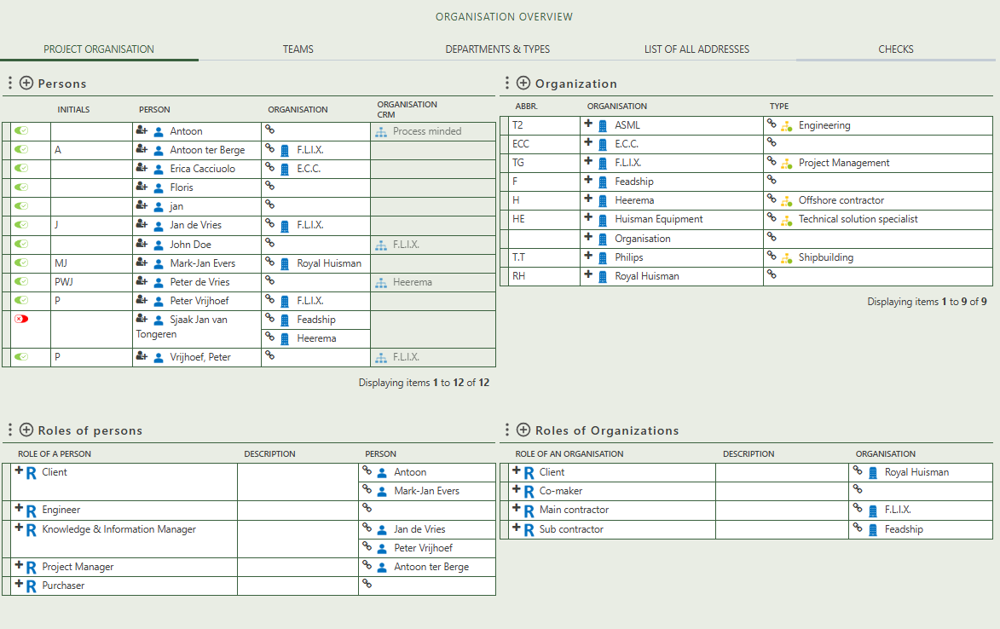 ORGANISATION OVERVIEW
PROJECT ORGANISATION TEAMS DEPARTMENTS & TYPES LIST OF ALL ADDRESSES CHECKS
Persons
INITIALS PERSON ORGANISATION ORGANISATION
CRM
Antoon Process minded
A Antoon ter Berge F.L.I.X.
Erica Cacciuolo E.C.C.
Floris
jan
J Jan de Vries F.L.I.X.
John Doe F.L.I.X.
MJ Mark-Jan Evers Royal Huisman
PWJ Peter de Vries Heerema
P Peter Vrijhoef F.L.I.X.
Sjaak Jan van Feadship
Tongeren Heerema
P Vrijhoef, Peter F.L.I.X.
Displaying items 1 to 12 of 12
Organization
ABBR. ORGANISATION TYPE
T2 ASML Engineering
ECC E.C.C.
TG F.L.I.X. Project Management
F Feadship
H Heerema Offshore contractor
HE Huisman Equipment Technical solution specialist
Organisation
T.T Philips Shipbuilding
RH Royal Huisman
Displaying items 1 to 9 of 9
Roles of persons
ROLE OF A PERSON DESCRIPTION PERSON
R Client Antoon
Mark-Jan Evers
R Engineer
R Knowledge & Information Manager Jan de Vries
Peter Vrijhoef
R Project Manager Antoon ter Berge
R Purchaser
Roles of Organizations
ROLE OF AN ORGANISATION DESCRIPTION ORGANISATION
R Client Royal Huisman
R Co-maker
R Main contractor F.L.I.X.
R Sub contractor Feadship